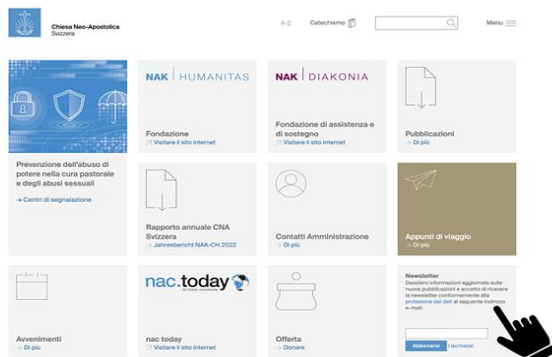 Chiesa Neo-Apostolica
Svizzera
A-Z
Catechismo
Menu
NAK | HUMANITAS
Fondazione
Visitare il sito Internet
NAK | DIAKONIA
Fondazione di assistenza e
di sostegno
Visitare il sito Internet
Pubblicazioni
→ Di più
Prevenzione dell'abuso di
potere nella cura pastorale
e degli abusi sessuali
→ Centri di segnalazione
Rapporto annuale CNA
Svizzera
→ Jahresbericht NAK-CH 2022
Contatti Amministrazione
→ Di più
Appunti di viaggio
→ Di più
Avvenimenti
→ Di più
nac.today
nac today
Visitare il sito Internet
Offerta
→ Donare
Newsletter
Desidero informazioni aggiornate sulle
nuove pubblicazioni e accetto di ricevere
la newsletter conformemente alla
protezione dei dati al seguente indirizzo
e-mail:
Abbonarsi | iscriversi